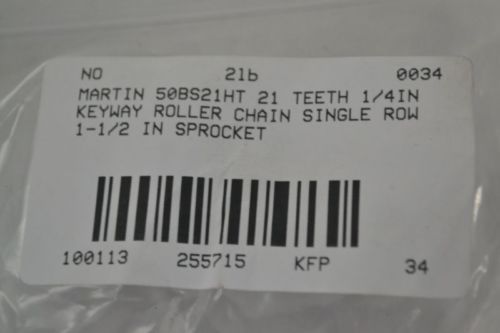 NO 21b 0034
MARTIN 50BS21HT 21 TEETH 1/4IN
KEYWAY ROLLER CHAIN SINGLE ROW
1-1/2 IN SPROCKET
100113 255715 KFP 34